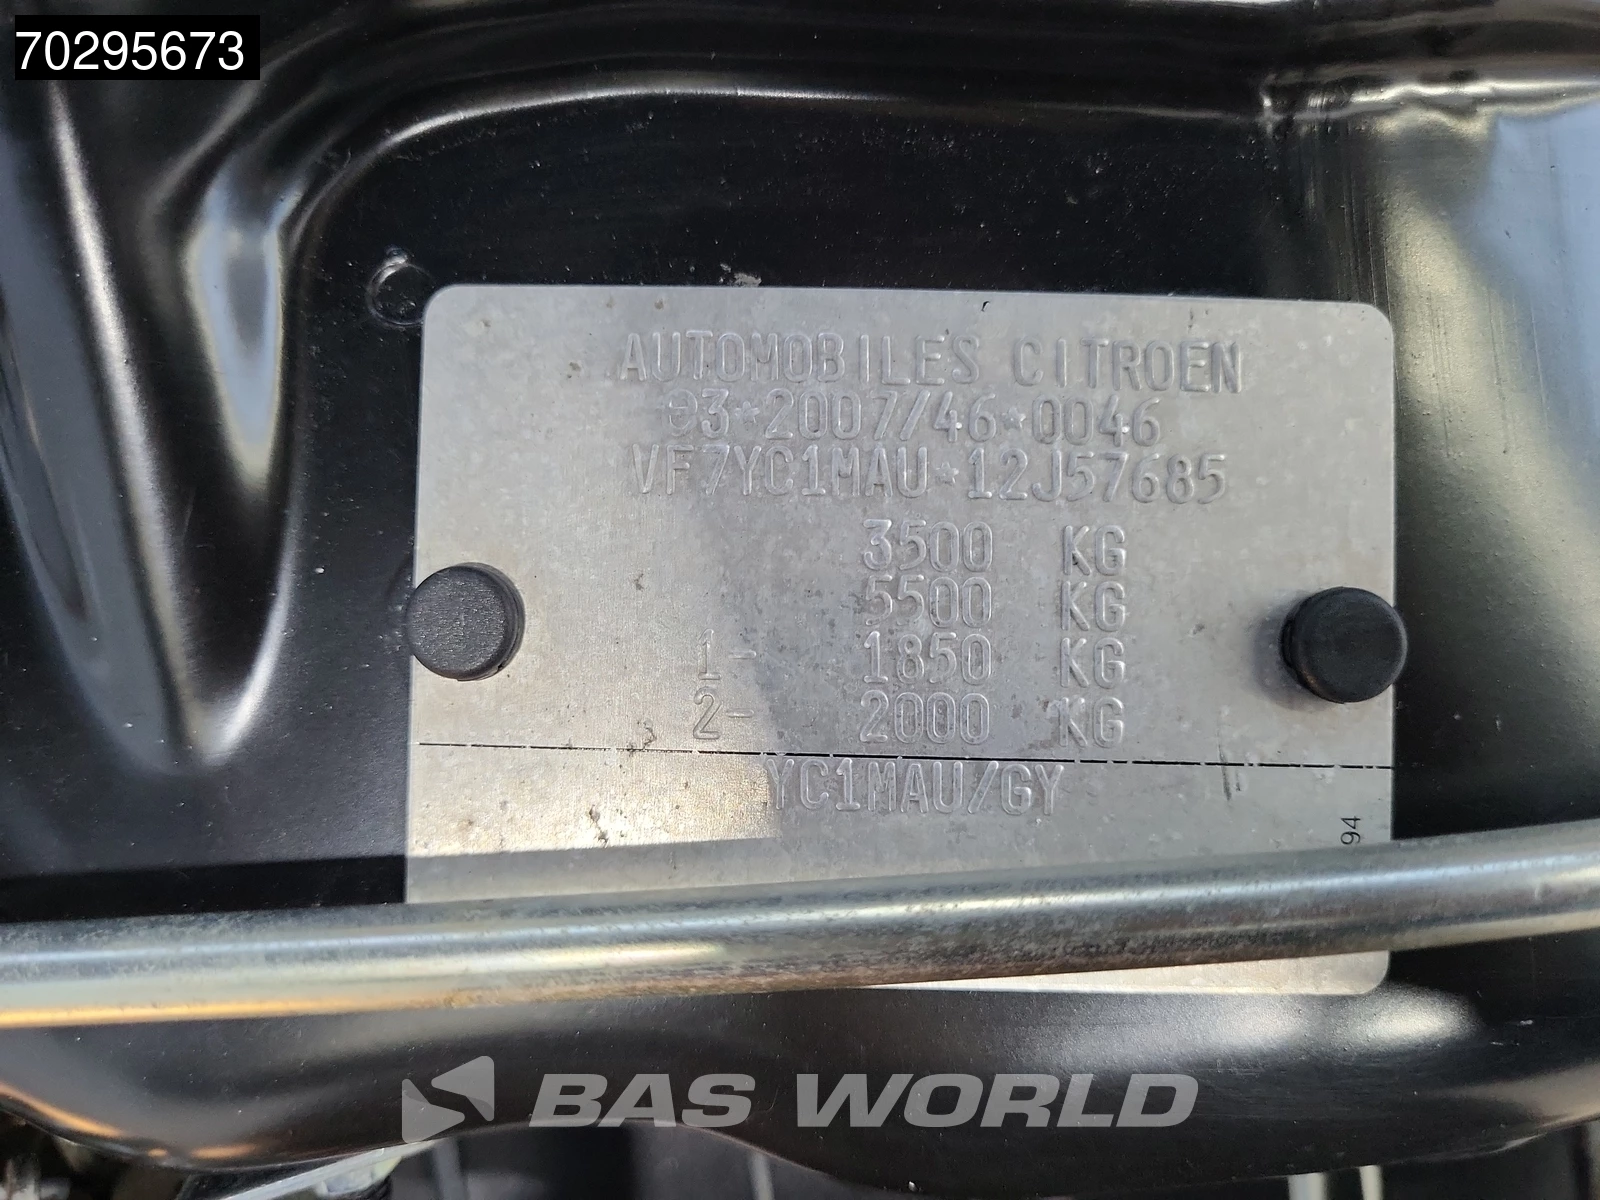 70295673
AUTOMOBILES CITROEN
e3*2007/46*0046
VF7YC1MAU*12J57685
3500 KG
5500 KG
1- 1850 KG
2- 2000 KG
YC1MAU/GY
94
BAS WORLD